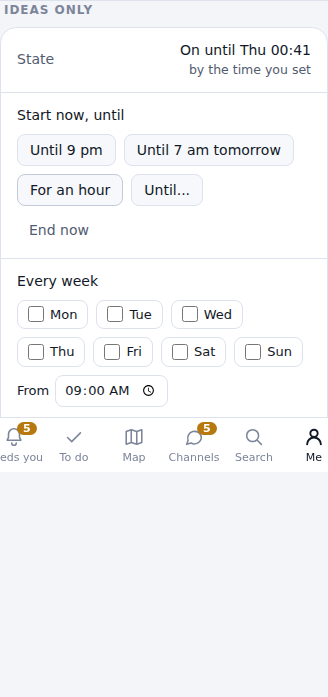 IDEAS ONLY
State
On until Thu 00:41
by the time you set
Start now, until
Until 9 pm
Until 7 am tomorrow
For an hour
Until...
End now
Every week
Mon
Tue
Wed
Thu
Fri
Sat
Sun
From 09:00 AM
5
5
eds you
To do
Map
Channels
Search
Me